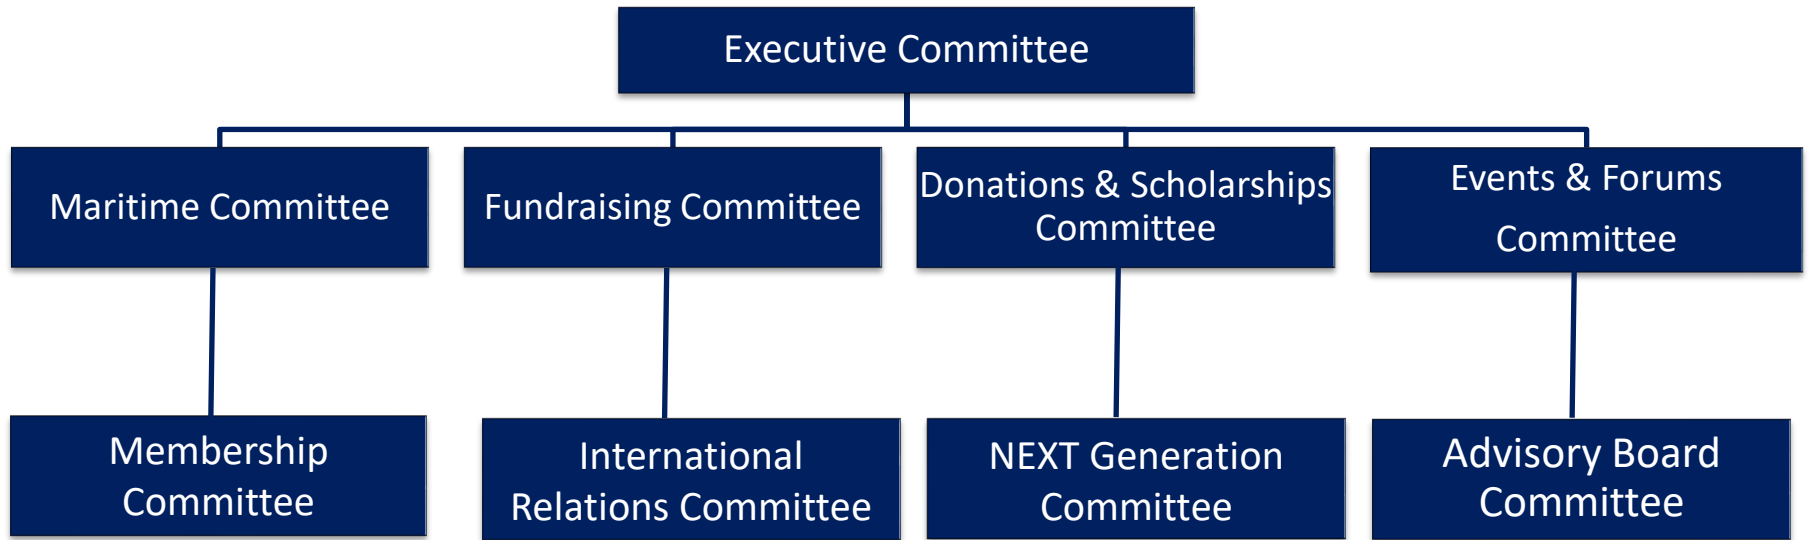 Executive Committee
Maritime Committee
Fundraising Committee
Donations & Scholarships
Committee
Events & Forums
Committee
Membership
Committee
International
Relations Committee
NEXT Generation
Committee
Advisory Board
Committee